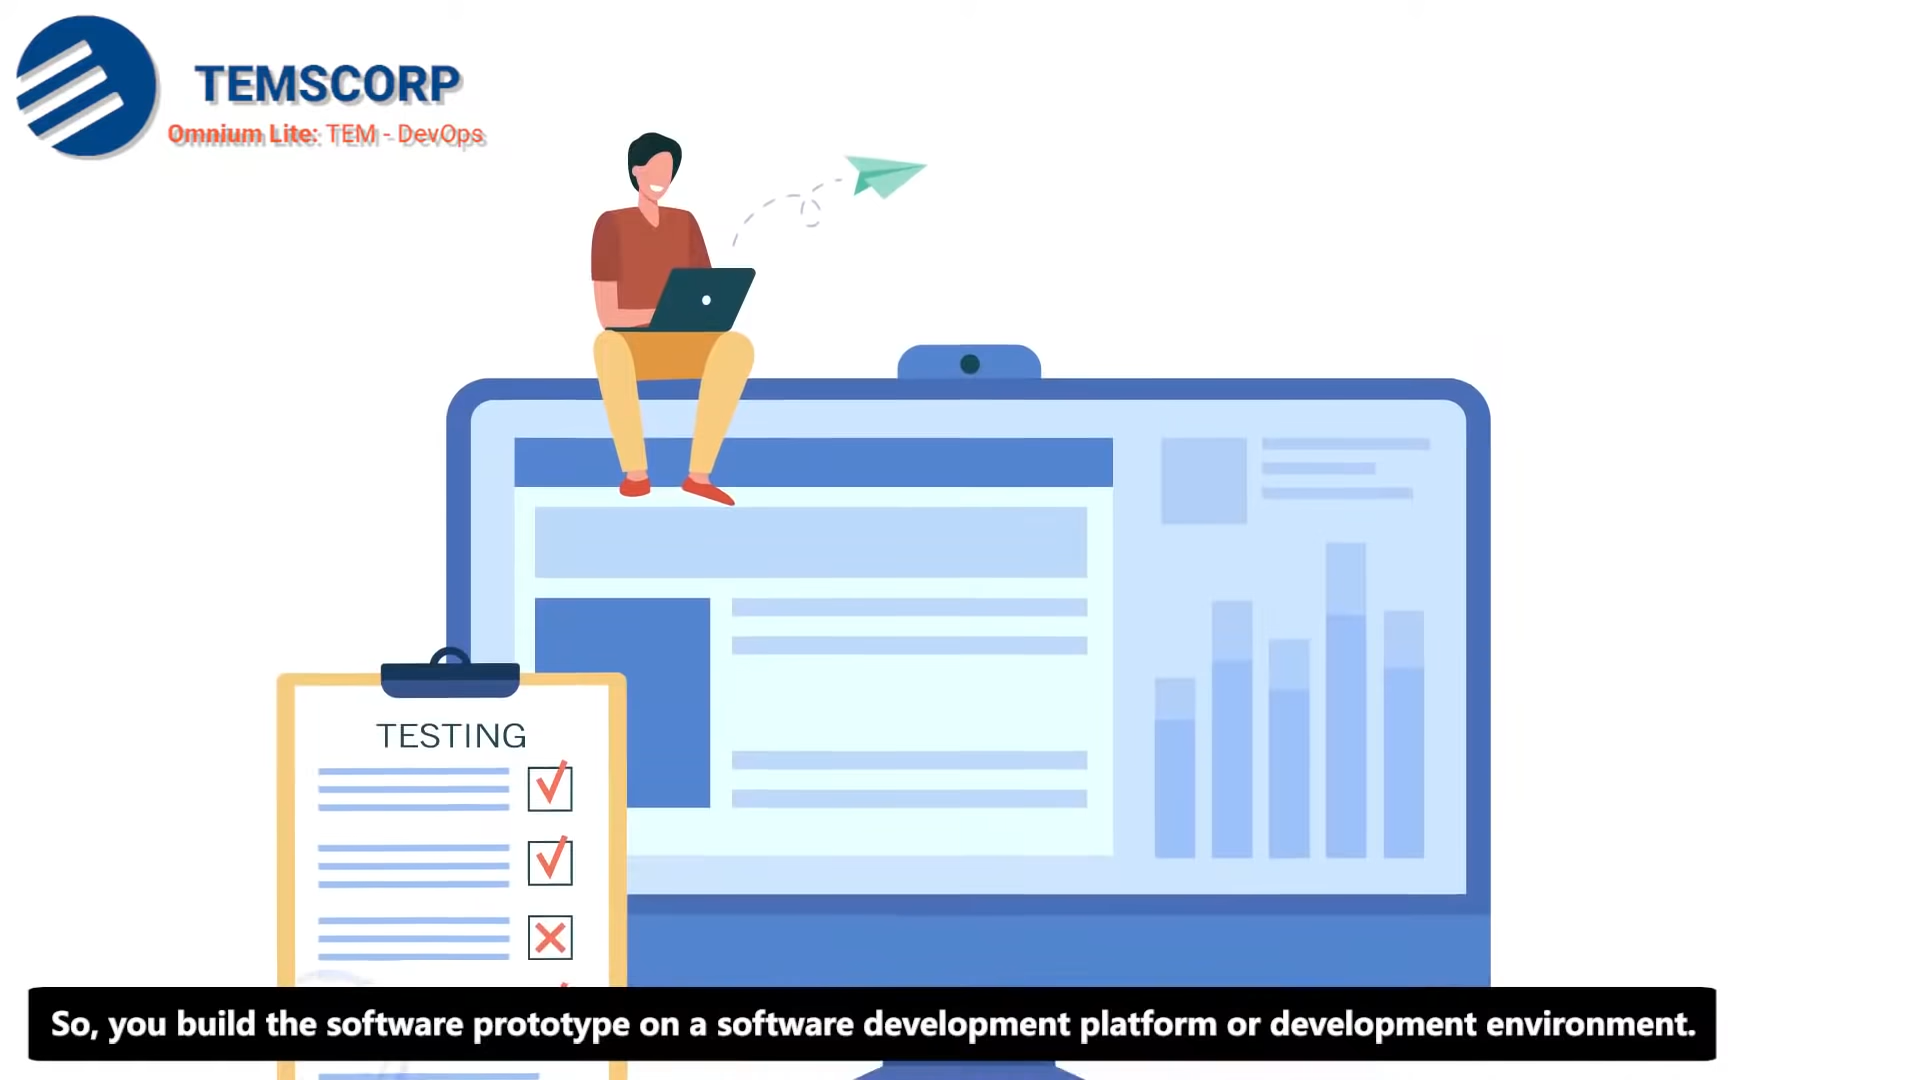 TEMSCORP
Omnium Lite: TEM - DevOps
TESTING
So, you build the software prototype on a software development platform or development environment.